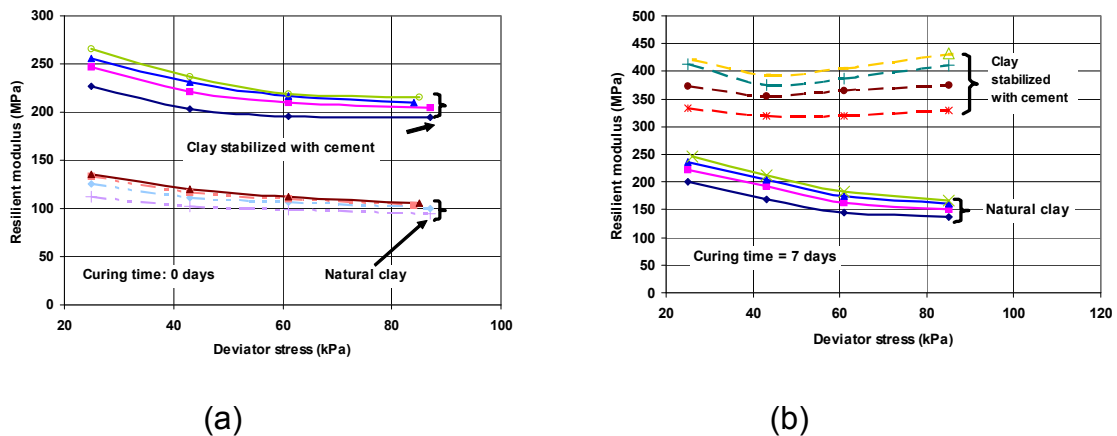 300
250
200
150
100
50
0
20
40
60
80
100
Resilient modulus (MPa)
Deviator stress (kPa)
Clay stabilized with cement
Natural clay
Curing time: 0 days
(a)
500
450
400
350
300
250
200
150
100
50
0
20
40
60
80
100
120
Resilient modulus (MPa)
Deviator stress (kPa)
Clay
stabilized
with cement
Natural clay
Curing time = 7 days
(b)